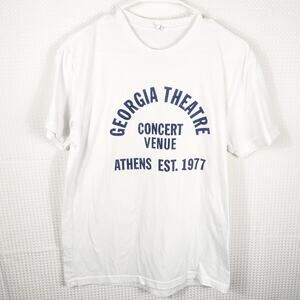 GEORGIA THEATRE
CONCERT
VENUE
ATHENS EST. 1977